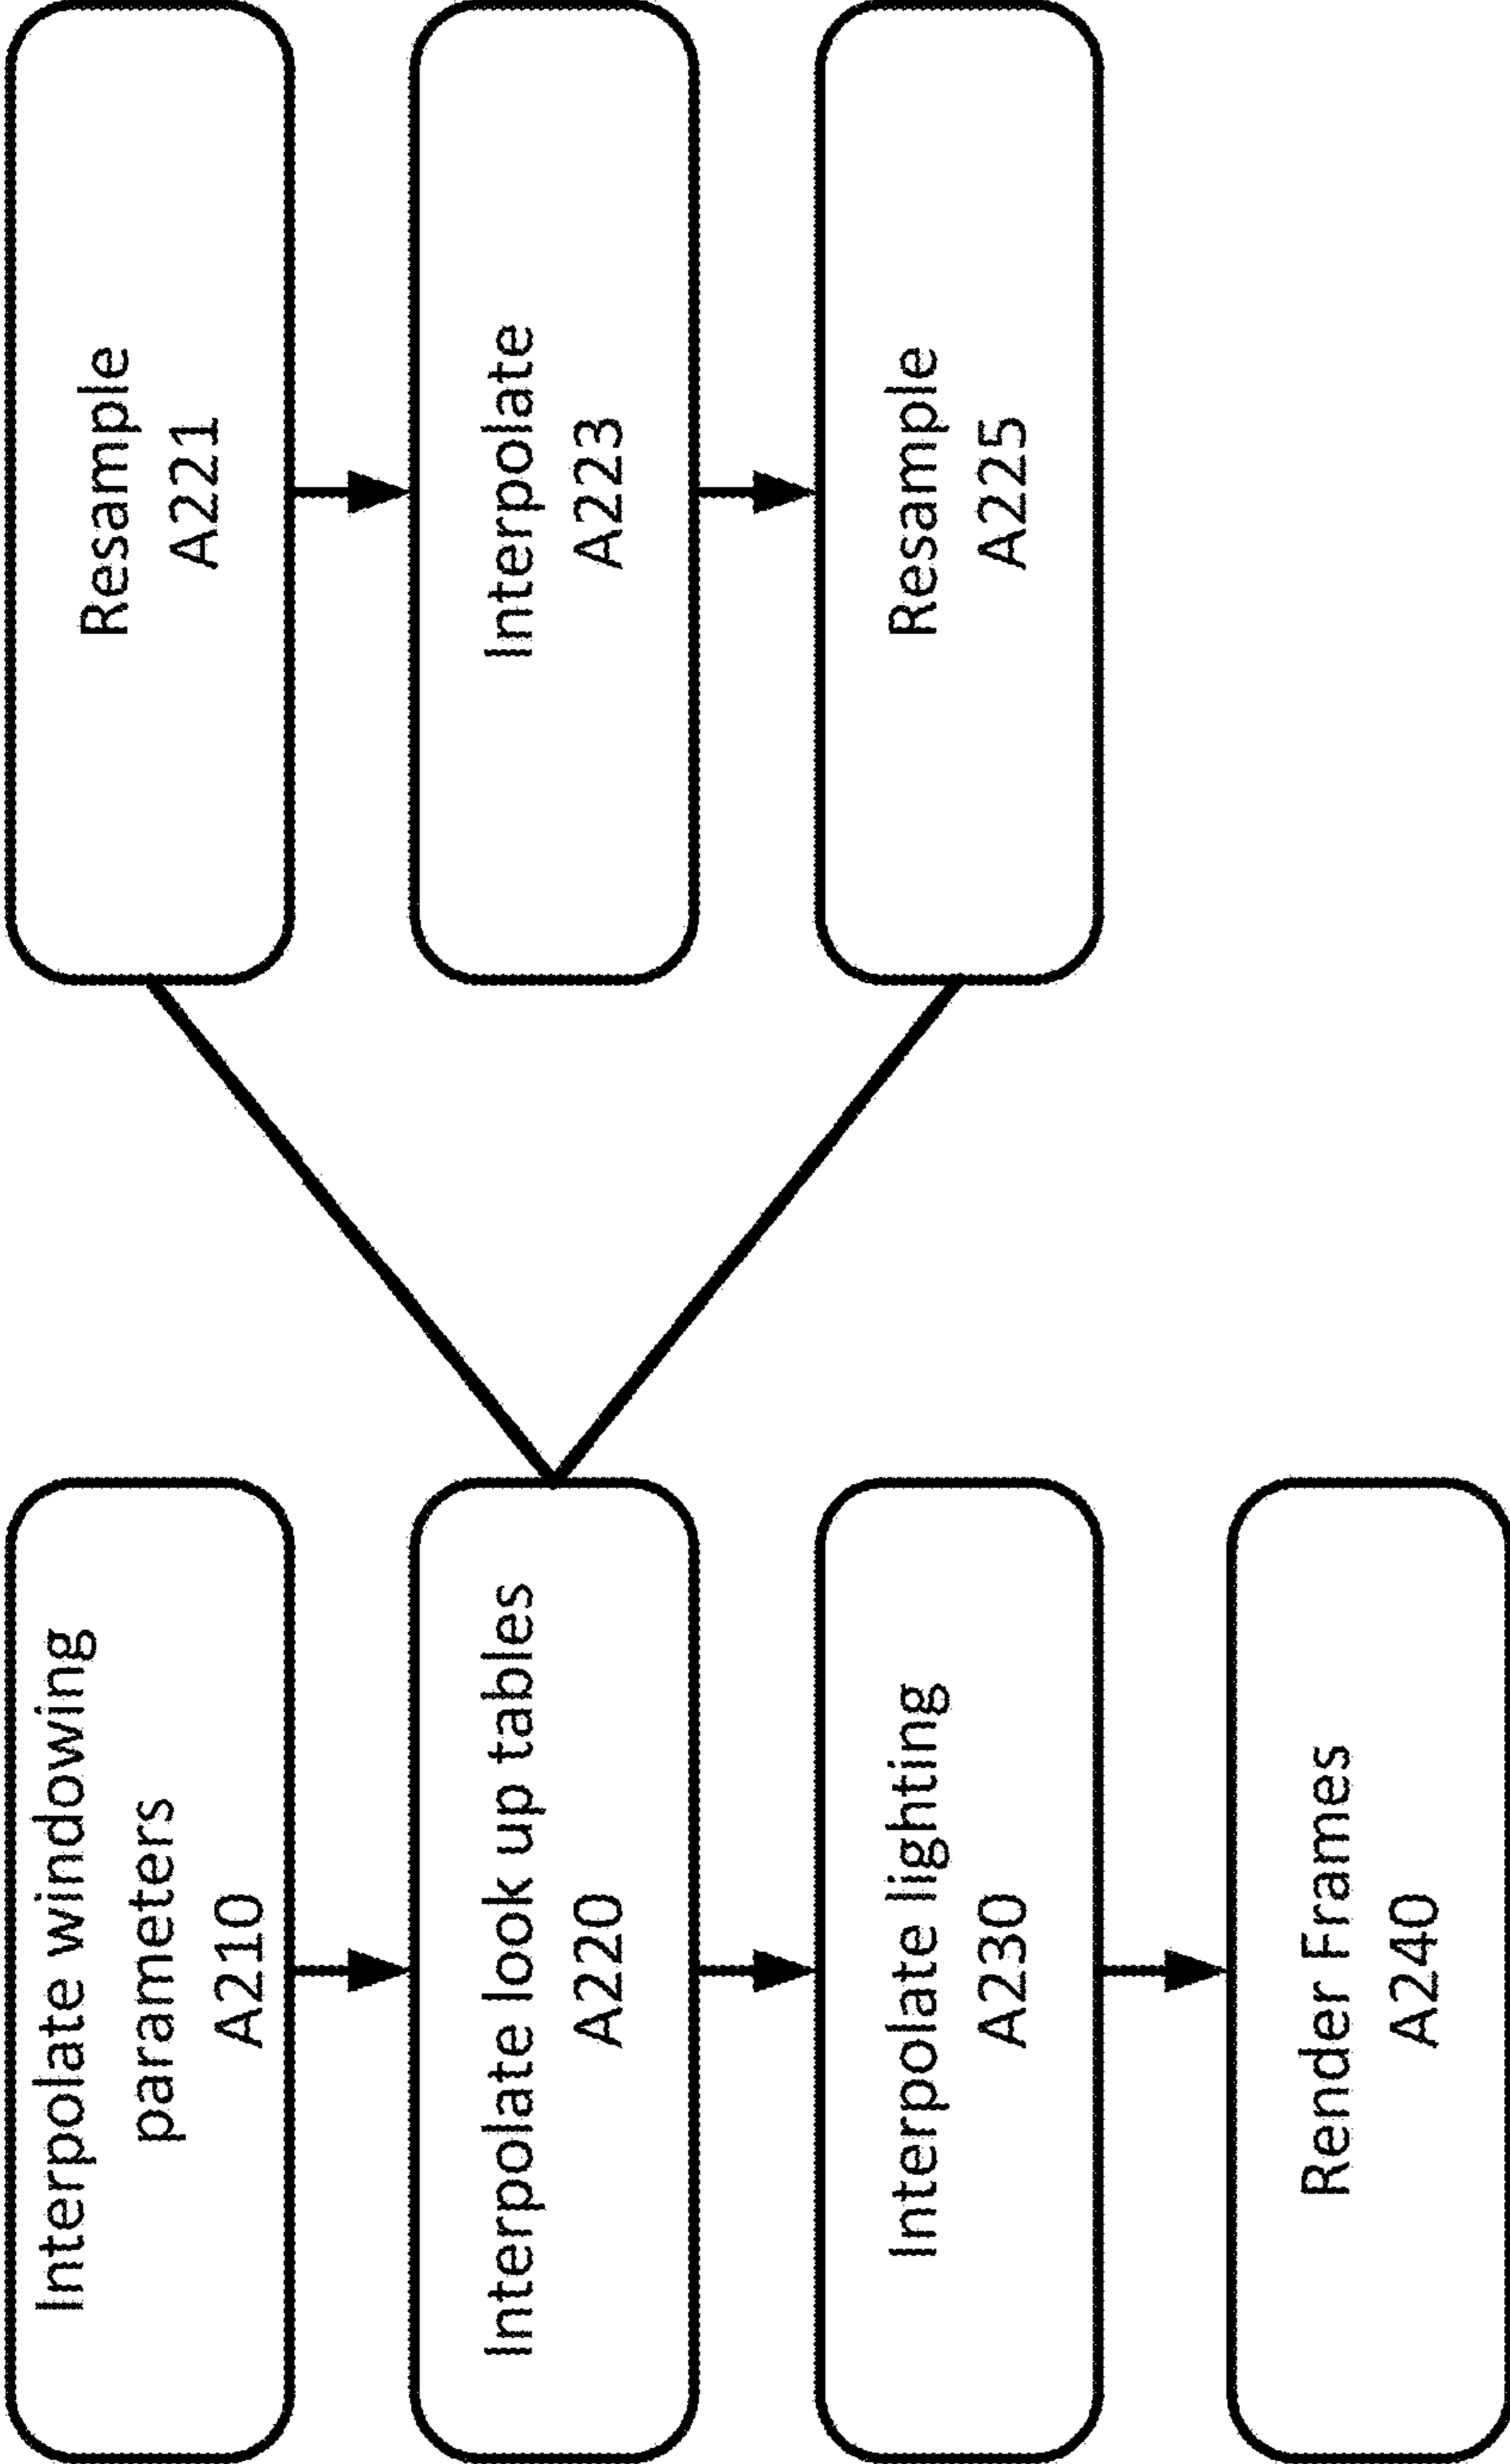 Interpolate windowing
parameters
A210
Interpolate look up tables
A220
Interpolate lighting
A230
Render Frames
A240
Resample
A221
Interpolate
A223
Resample
A225